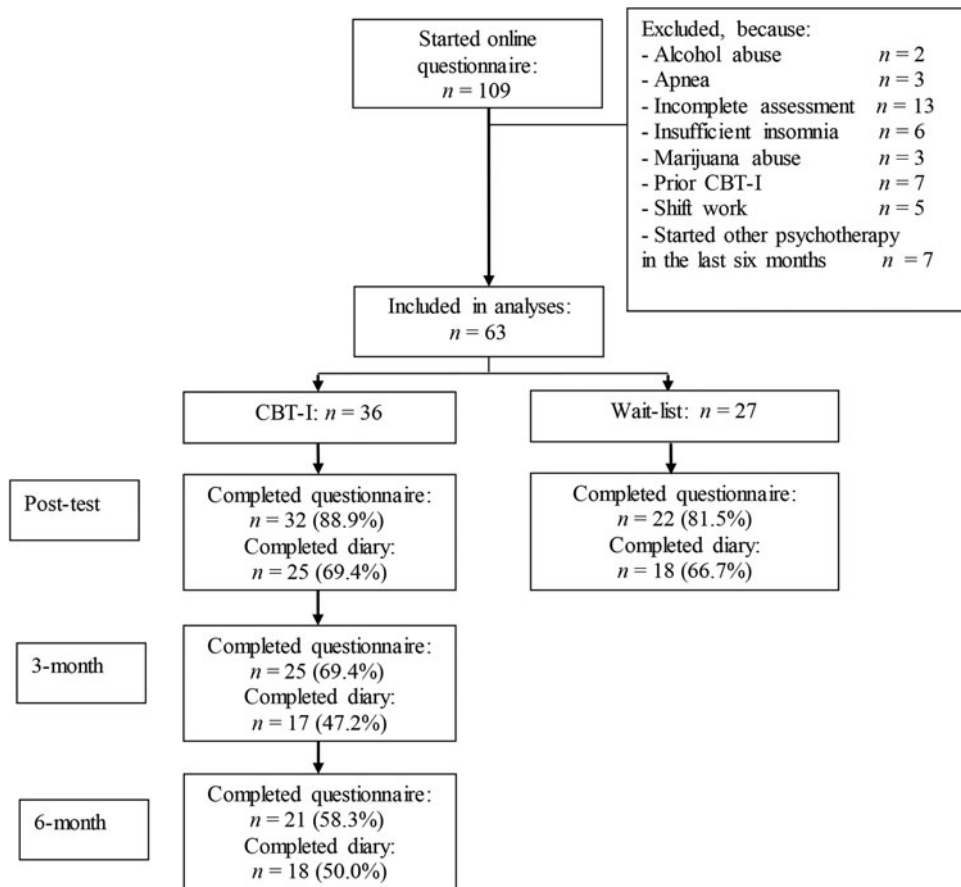 Started online
questionnaire:
n = 109
Excluded, because:
- Alcohol abuse n = 2
- Apnea n = 3
- Incomplete assessment n = 13
- Insufficient insomnia n = 6
- Marijuana abuse n = 3
- Prior CBT-I n = 7
- Shift work n = 5
- Started other psychotherapy
in the last six months n = 7
Included in analyses:
n = 63
CBT-I: n = 36
Wait-list: n = 27
Post-test
Completed questionnaire:
n = 32 (88.9%)
Completed diary:
n = 25 (69.4%)
Completed questionnaire:
n = 22 (81.5%)
Completed diary:
n = 18 (66.7%)
3-month
Completed questionnaire:
n = 25 (69.4%)
Completed diary:
n = 17 (47.2%)
6-month
Completed questionnaire:
n = 21 (58.3%)
Completed diary:
n = 18 (50.0%)